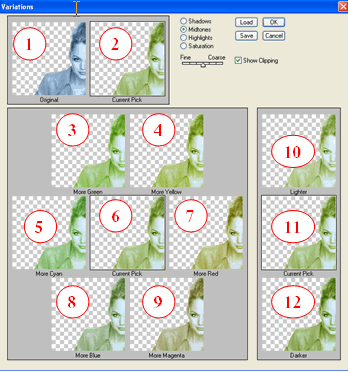 Variations
1
2
Original
Current Pick
Shadows
Midtones
Highlights
Saturation
Fine
Coarse
Load
OK
Save
Cancel
Show Clipping
3
4
More Green
More Yellow
5
6
7
More Cyan
Current Pick
More Red
8
9
More Blue
More Magenta
10
Lighter
11
Current Pick
12
Darker